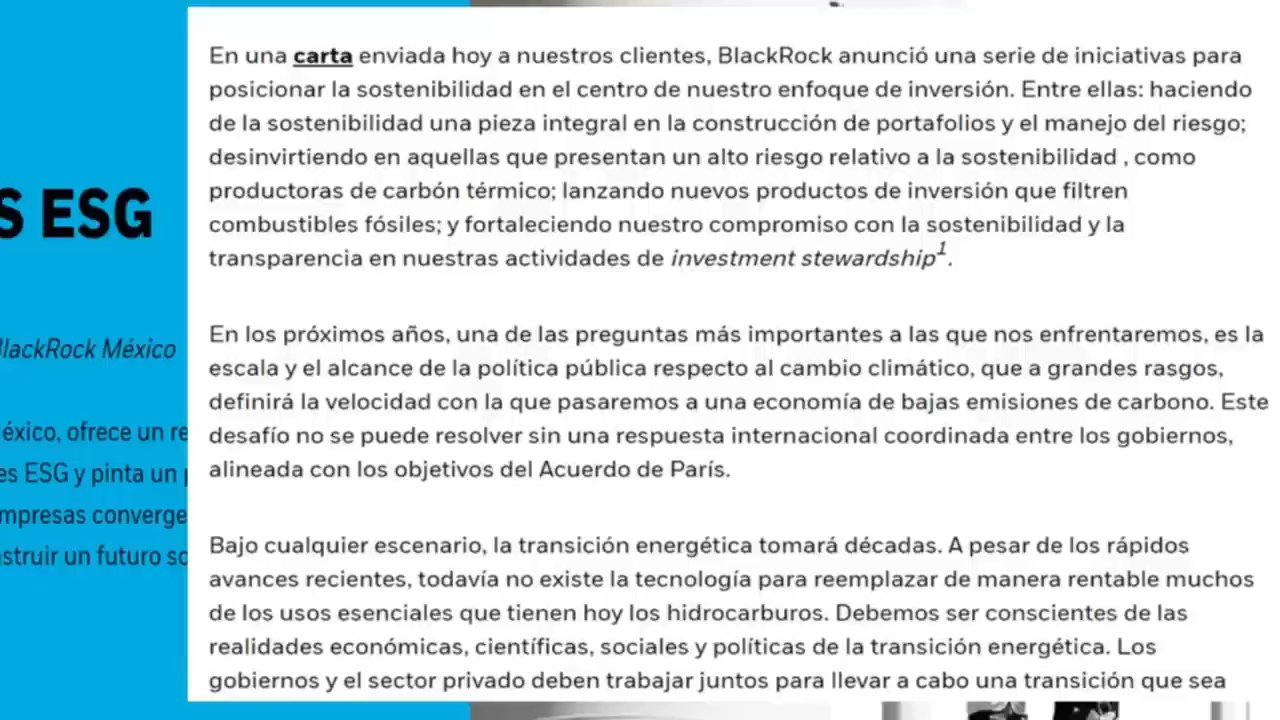 En una carta enviada hoy a nuestros clientes, BlackRock anunció una serie de iniciativas para
posicionar la sostenibilidad en el centro de nuestro enfoque de inversión. Entre ellas: haciendo
de la sostenibilidad una pieza integral en la construcción de portafolios y el manejo del riesgo;
desinvirtiendo en aquellas que presentan un alto riesgo relativo a la sostenibilidad , como
productoras de carbón térmico; lanzando nuevos productos de inversión que filtren
combustibles fósiles; y fortaleciendo nuestro compromiso con la sostenibilidad y la
transparencia en nuestras actividades de investment stewardship1.
En los próximos años, una de las preguntas más importantes a las que nos enfrentaremos, es la
escala y el alcance de la política pública respecto al cambio climático, que a grandes rasgos,
definirá la velocidad con la que pasaremos a una economía de bajas emisiones de carbono. Este
desafío no se puede resolver sin una respuesta internacional coordinada entre los gobiernos,
alineada con los objetivos del Acuerdo de París.
Bajo cualquier escenario, la transición energética tomará décadas. A pesar de los rápidos
avances recientes, todavía no existe la tecnología para reemplazar de manera rentable muchos
de los usos esenciales que tienen hoy los hidrocarburos. Debemos ser conscientes de las
realidades económicas, científicas, sociales y políticas de la transición energética. Los
gobiernos y el sector privado deben trabajar juntos para llevar a cabo una transición que sea
S ESG
BlackRock México
éxico, ofrece un re
es ESG y pinta un
mpresas converge
struir un futuro so